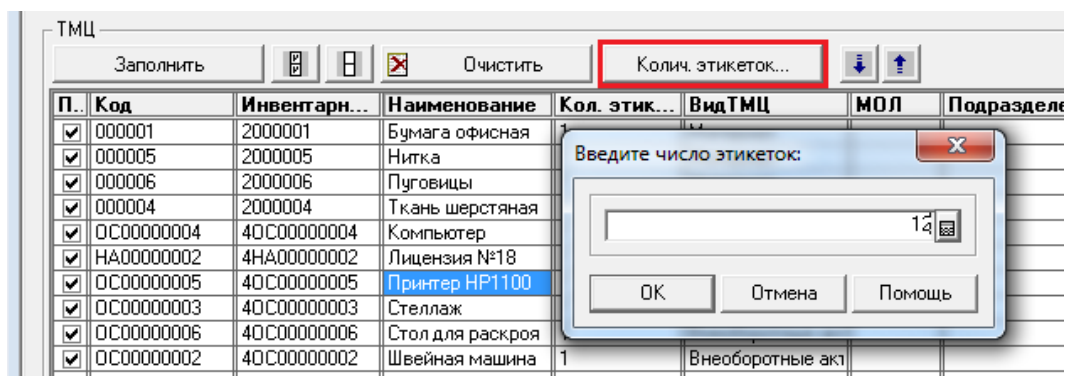 ТМЦ
Заполнить Очистить Колич. этикеток...
П.. Код Инвентарн... Наименование Кол. этик... ВидТМЦ МОЛ Подразделе
000001 2000001 Бумага офисная
000005 2000005 Нитка
000006 2000006 Пуговицы
000004 2000004 Ткань шерстяная
ОС00000004 4ОС00000004 Компьютер
НА00000002 4НА00000002 Лицензия №18
ОС00000005 4ОС00000005 Принтер HP1100
ОС00000003 4ОС00000003 Стеллаж
ОС00000006 4ОС00000006 Стол для раскроя
ОС00000002 4ОС00000002 Швейная машина 1 Внеоборотные акт
Введите число этикеток:
ОК Отмена Помощь